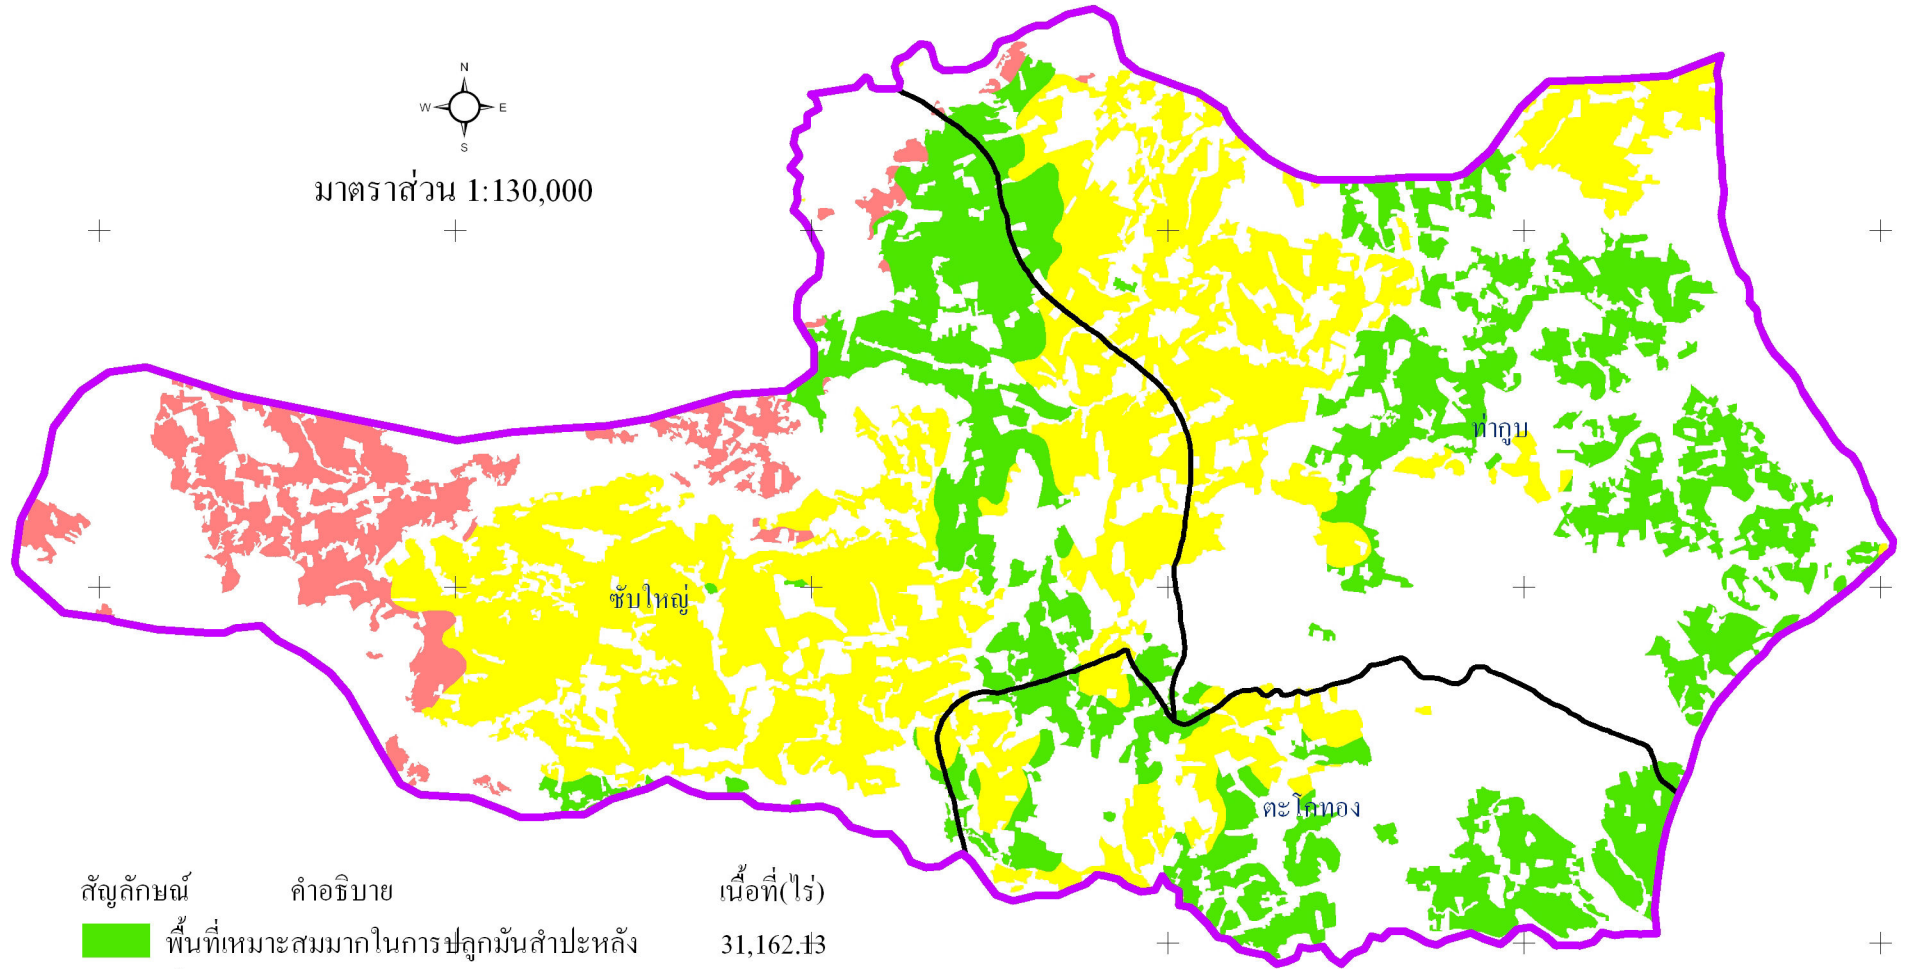 N
W E
S
มาตราส่วน 1:130,000
ท่ากูบ
ซับใหญ่
ตะโกทอง
สัญลักษณ์ คำอธิบาย เนื้อที่(ไร่)
พื้นที่เหมาะสมมากในการปลูกมันสำปะหลัง 31,162.13